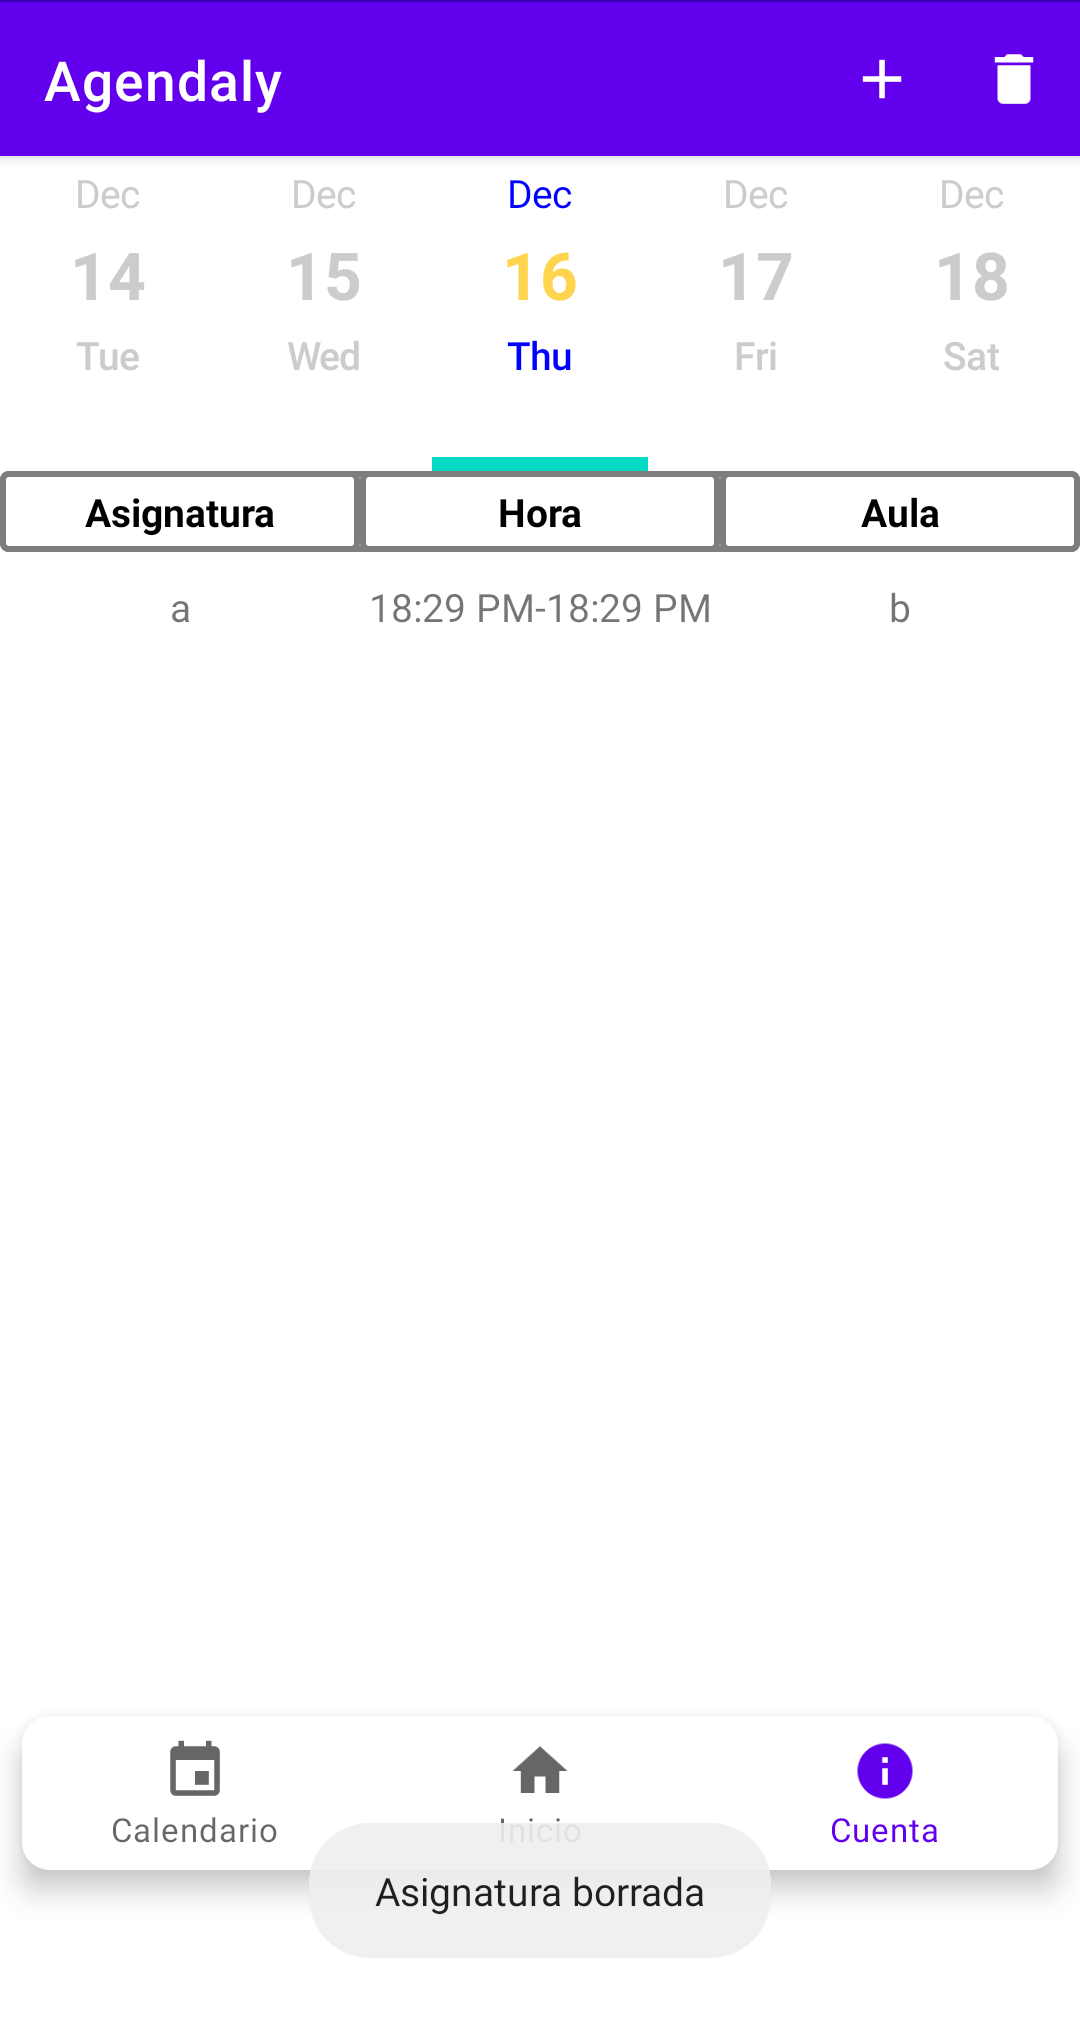 Agendaly
Dec Dec Dec Dec Dec
14 15 16 17 18
Tue Wed Thu Fri Sat
Asignatura Hora Aula
a 18:29 PM-18:29 PM b
Calendario Inicio Cuenta
Asignatura borrada